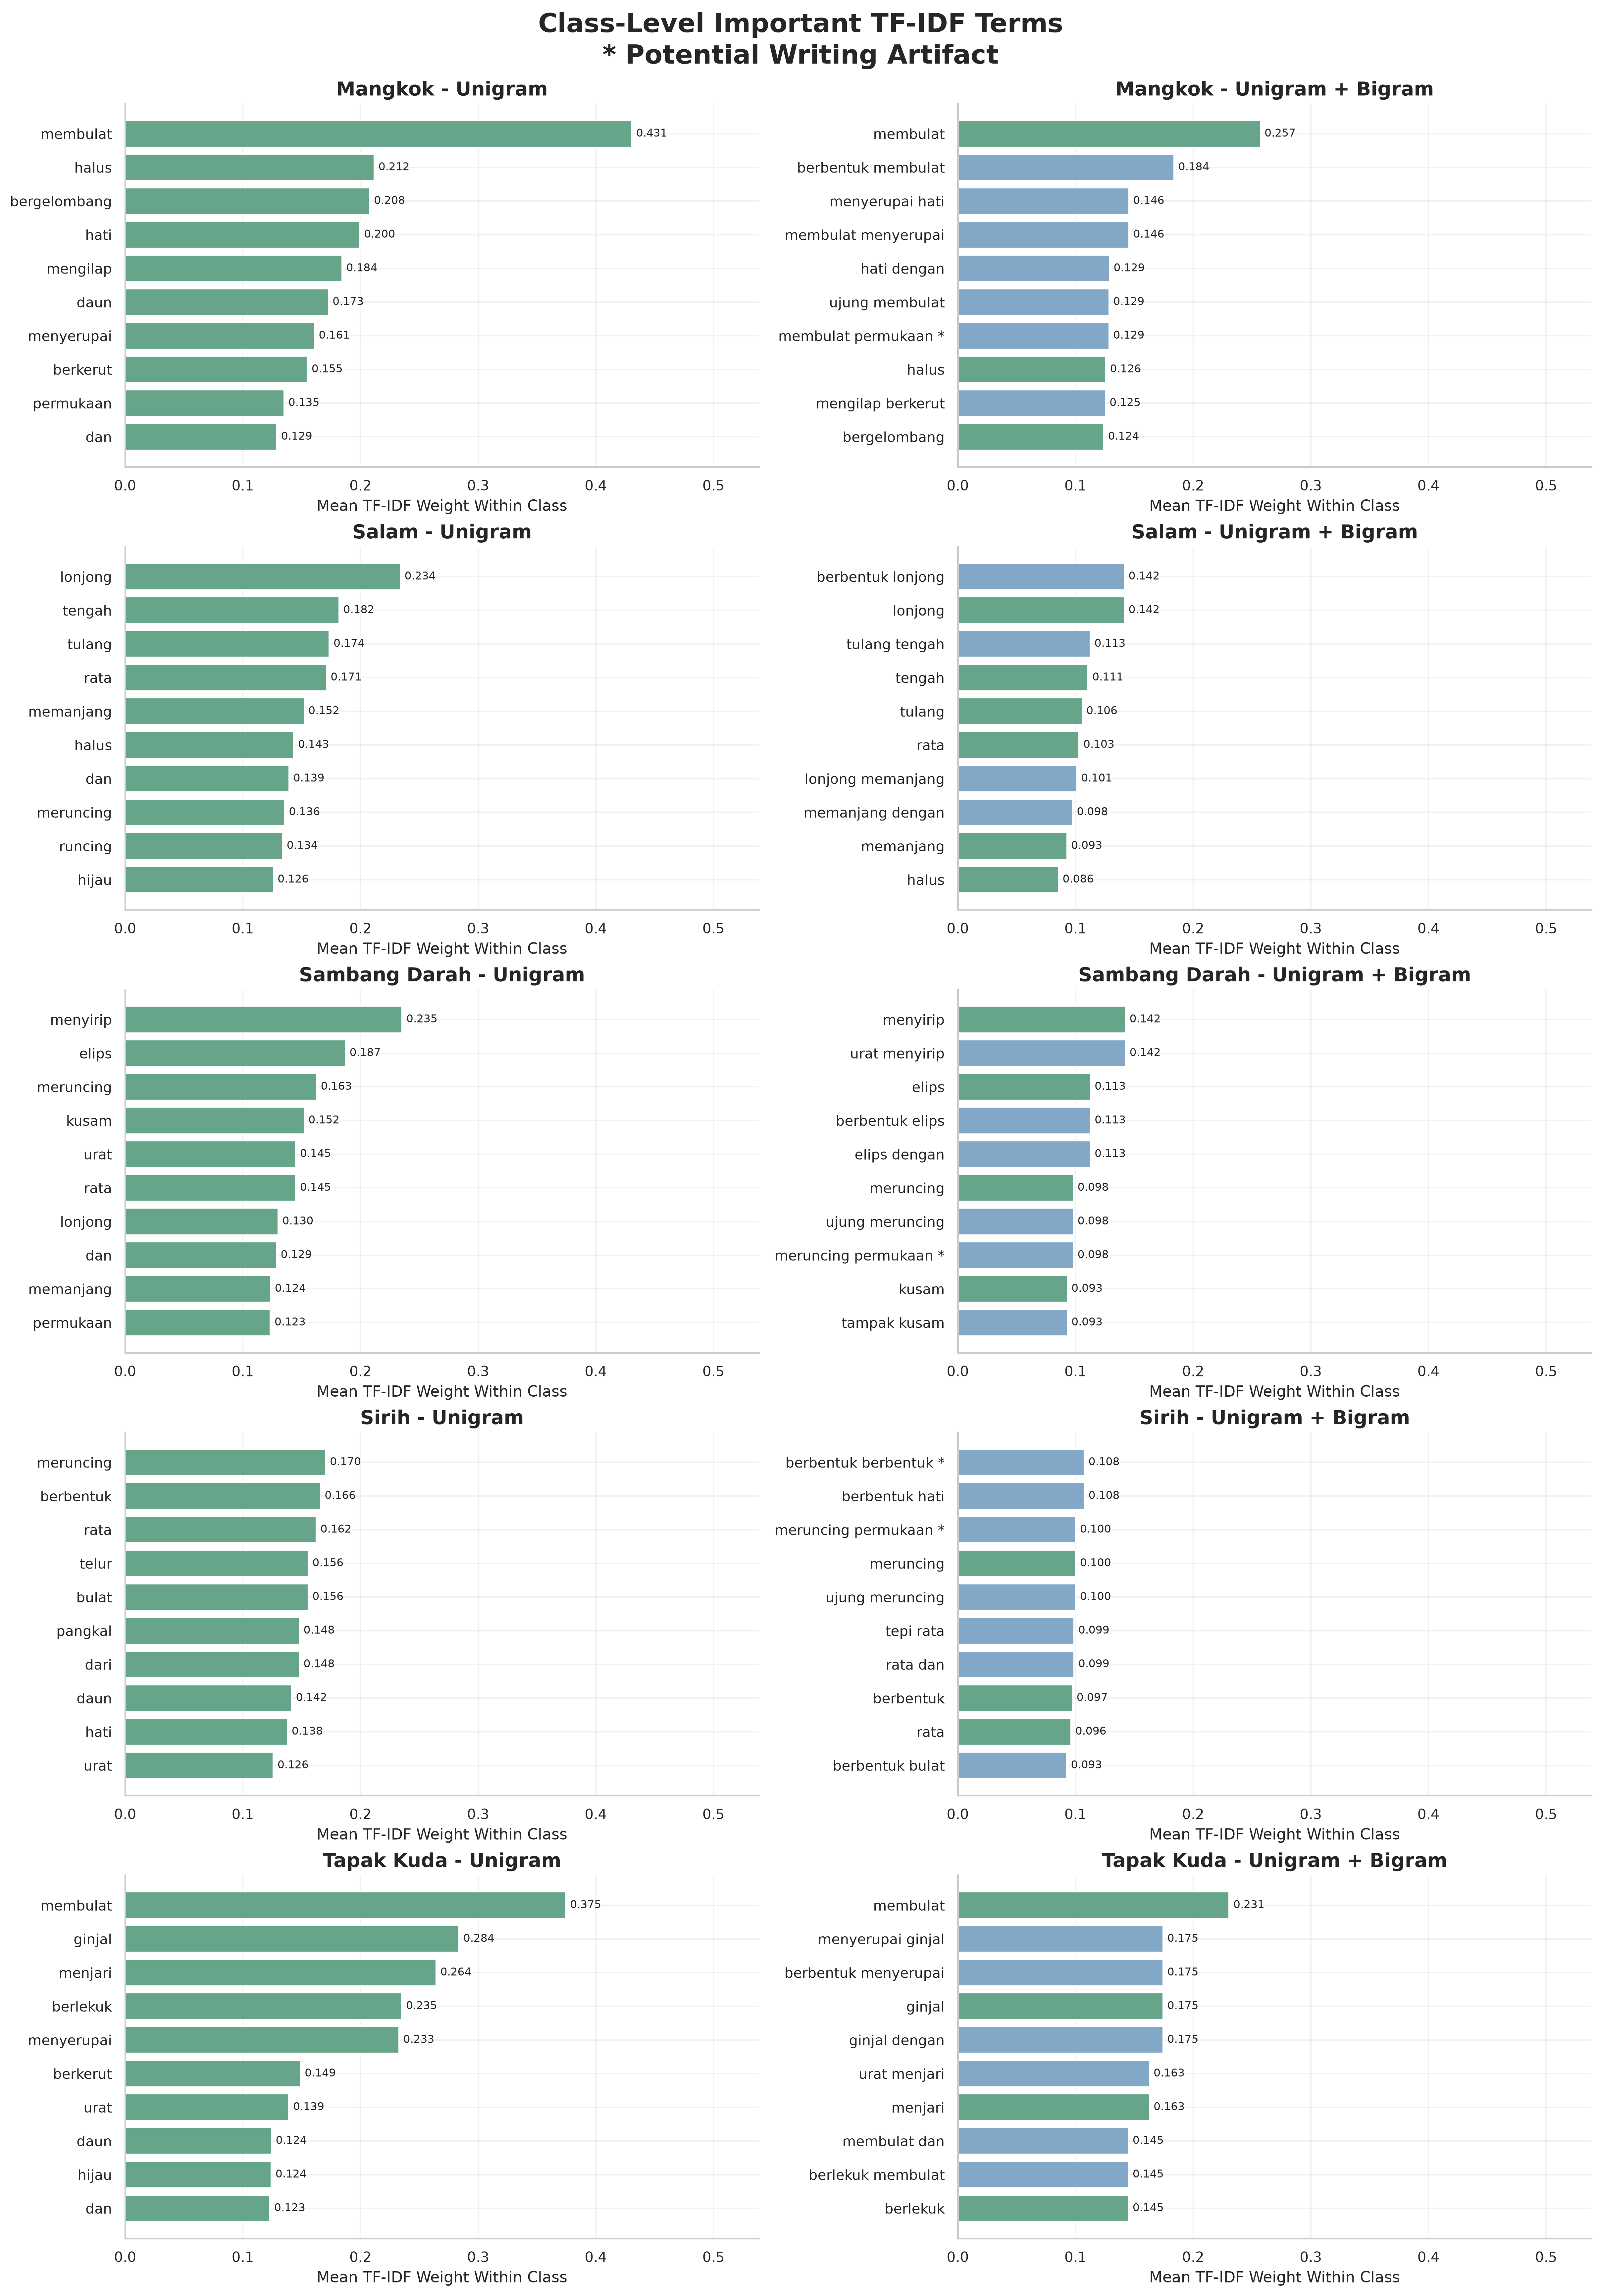 Class-Level Important TF-IDF Terms
* Potential Writing Artifact
Mangkok - Unigram
membulat 0.431
halus 0.212
bergelombang 0.208
hati 0.200
mengilap 0.184
daun 0.173
menyerupai 0.161
berkerut 0.155
permukaan 0.135
dan 0.129
0.0 0.1 0.2 0.3 0.4 0.5
Mean TF-IDF Weight Within Class
Mangkok - Unigram + Bigram
membulat 0.257
berbentuk membulat 0.184
menyerupai hati 0.146
membulat menyerupai 0.146
hati dengan 0.129
ujung membulat 0.129
membulat permukaan * 0.129
halus 0.126
mengilap berkerut 0.125
bergelombang 0.124
0.0 0.1 0.2 0.3 0.4 0.5
Mean TF-IDF Weight Within Class
Salam - Unigram
lonjong 0.234
tengah 0.182
tulang 0.174
rata 0.171
memanjang 0.152
halus 0.143
dan 0.139
meruncing 0.136
runcing 0.134
hijau 0.126
0.0 0.1 0.2 0.3 0.4 0.5
Mean TF-IDF Weight Within Class
Salam - Unigram + Bigram
berbentuk lonjong 0.142
lonjong 0.142
tulang tengah 0.113
tengah 0.111
tulang 0.106
rata 0.103
lonjong memanjang 0.101
memanjang dengan 0.098
memanjang 0.093
halus 0.086
0.0 0.1 0.2 0.3 0.4 0.5
Mean TF-IDF Weight Within Class
Sambang Darah - Unigram
menyirip 0.235
elips 0.187
meruncing 0.163
kusam 0.152
urat 0.145
rata 0.145
lonjong 0.130
dan 0.129
memanjang 0.124
permukaan 0.123
0.0 0.1 0.2 0.3 0.4 0.5
Mean TF-IDF Weight Within Class
Sambang Darah - Unigram + Bigram
menyirip 0.142
urat menyirip 0.142
elips 0.113
berbentuk elips 0.113
elips dengan 0.113
meruncing 0.098
ujung meruncing 0.098
meruncing permukaan * 0.098
kusam 0.093
tampak kusam 0.093
0.0 0.1 0.2 0.3 0.4 0.5
Mean TF-IDF Weight Within Class
Sirih - Unigram
meruncing 0.170
berbentuk 0.166
rata 0.162
telur 0.156
bulat 0.156
pangkal 0.148
dari 0.148
daun 0.142
hati 0.138
urat 0.126
0.0 0.1 0.2 0.3 0.4 0.5
Mean TF-IDF Weight Within Class
Sirih - Unigram + Bigram
berbentuk berbentuk * 0.108
berbentuk hati 0.108
meruncing permukaan * 0.100
meruncing 0.100
ujung meruncing 0.100
tepi rata 0.099
rata dan 0.099
berbentuk 0.097
rata 0.096
berbentuk bulat 0.093
0.0 0.1 0.2 0.3 0.4 0.5
Mean TF-IDF Weight Within Class
Tapak Kuda - Unigram
membulat 0.375
ginjal 0.284
menjari 0.264
berlekuk 0.235
menyerupai 0.233
berkerut 0.149
urat 0.139
daun 0.124
hijau 0.124
dan 0.123
0.0 0.1 0.2 0.3 0.4 0.5
Mean TF-IDF Weight Within Class
Tapak Kuda - Unigram + Bigram
membulat 0.231
menyerupai ginjal 0.175
berbentuk menyerupai 0.175
ginjal 0.175
ginjal dengan 0.175
urat menjari 0.163
menjari 0.163
membulat dan 0.145
berlekuk membulat 0.145
berlekuk 0.145
0.0 0.1 0.2 0.3 0.4 0.5
Mean TF-IDF Weight Within Class